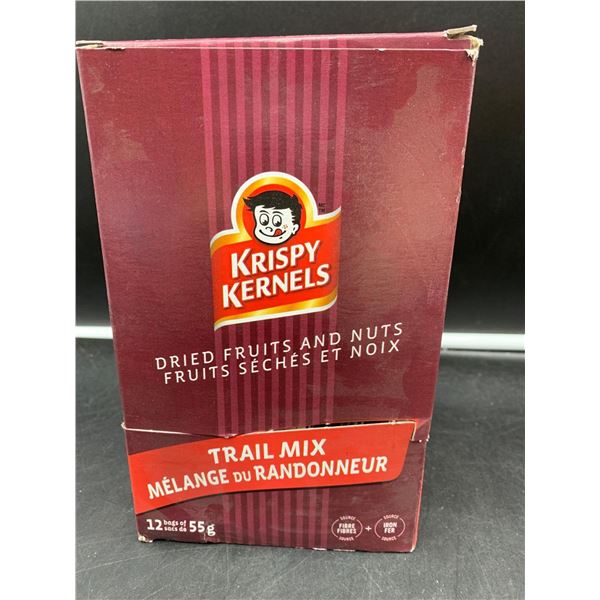 KRISPY
KERNELS
DRIED FRUITS AND NUTS
FRUITS SÉCHÉS ET NOIX
TRAIL MIX
MÉLANGE DU RANDONNEUR
12 bags of
sacs de 55g
SOURCE
FIBRE
FIBRES
SOURCE
+
SOURCE
IRON
FER
SOURCE